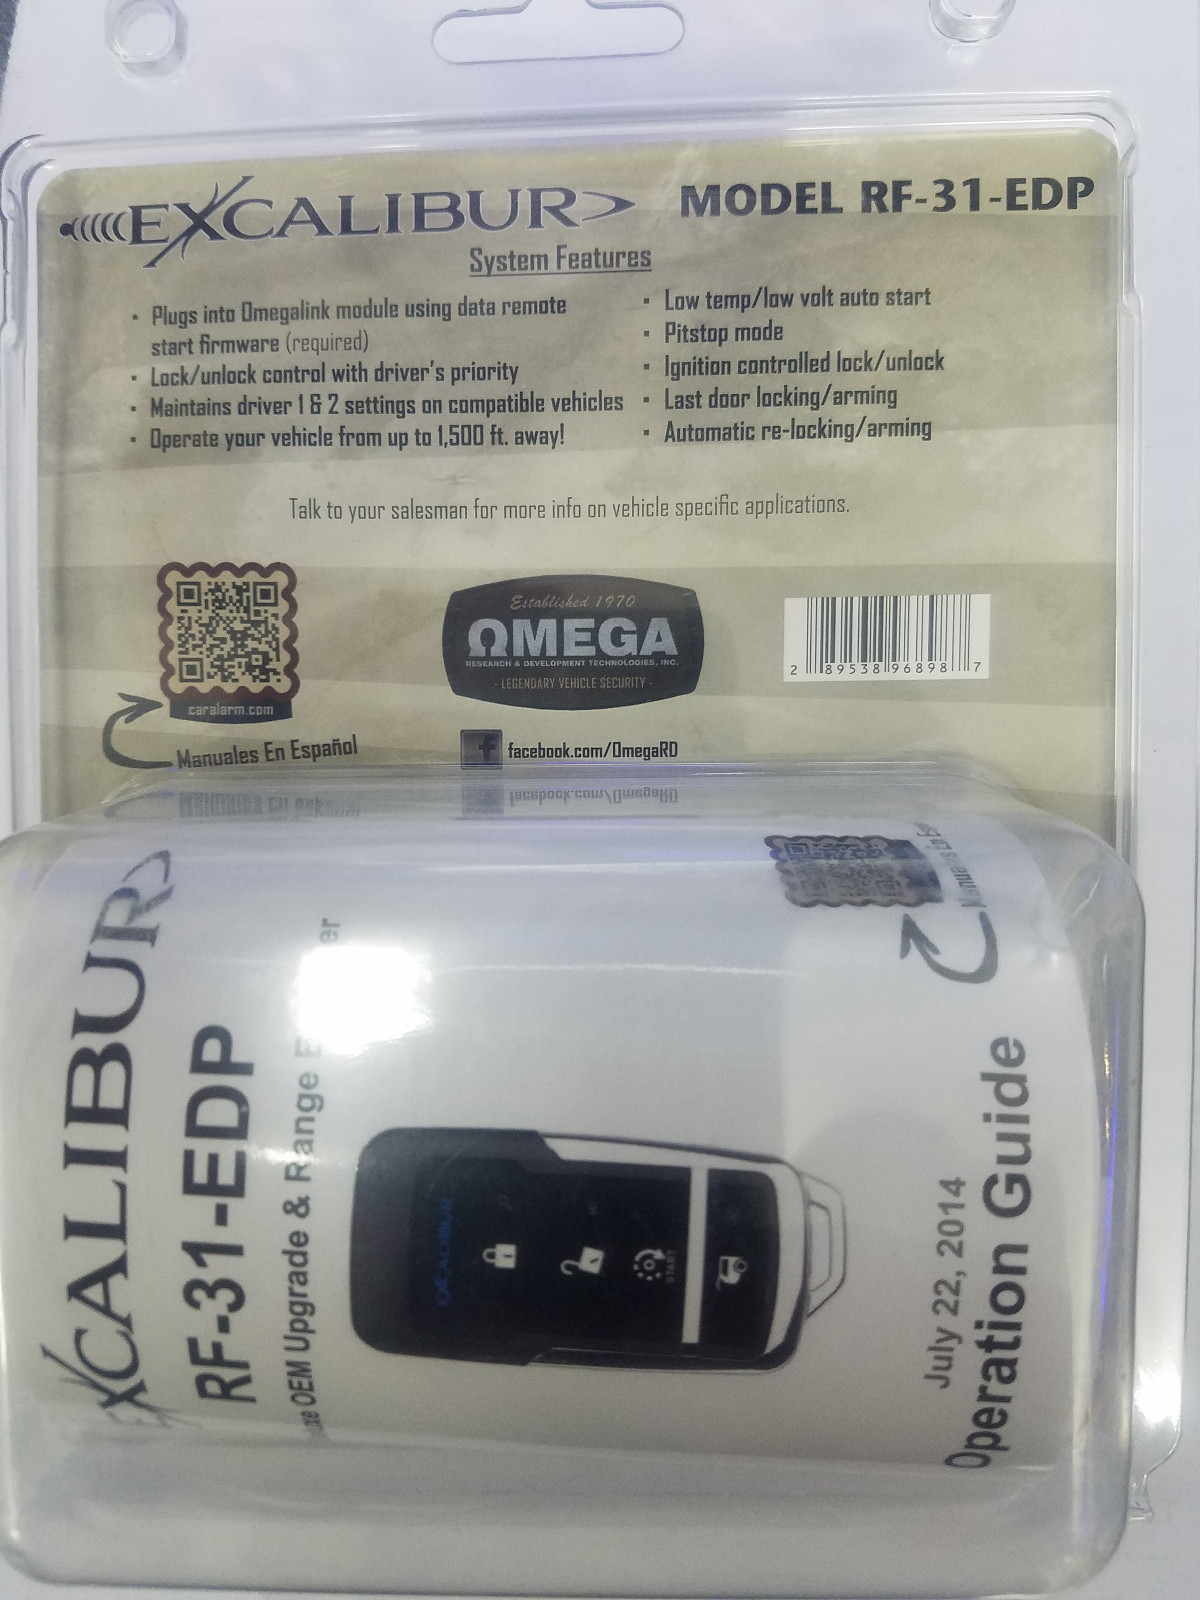 EXCALIBUR
MODEL RF-31-EDP
System Features
• Plugs into Omegalink module using data remote
start firmware (required)
• Lock/unlock control with driver's priority
• Maintains driver 1 & 2 settings on compatible vehicles
• Operate your vehicle from up to 1,500 ft. away!
• Low temp/low volt auto start
• Pitstop mode
• Ignition controlled lock/unlock
• Last door locking/arming
• Automatic re-locking/arming
Talk to your salesman for more info on vehicle specific applications.
caralarm.com
Manuales En Español
Established 1970
ΩMEGA
RESEARCH & DEVELOPMENT TECHNOLOGIES, INC.
- LEGENDARY VEHICLE SECURITY -
f facebook.com/OmegaRD
2 89538 96898 7
EXCALIBUR
RF-31-EDP
OEM Upgrade & Range
EXCALIBUR
START
Manuales En
July 22, 2014
Operation Guide